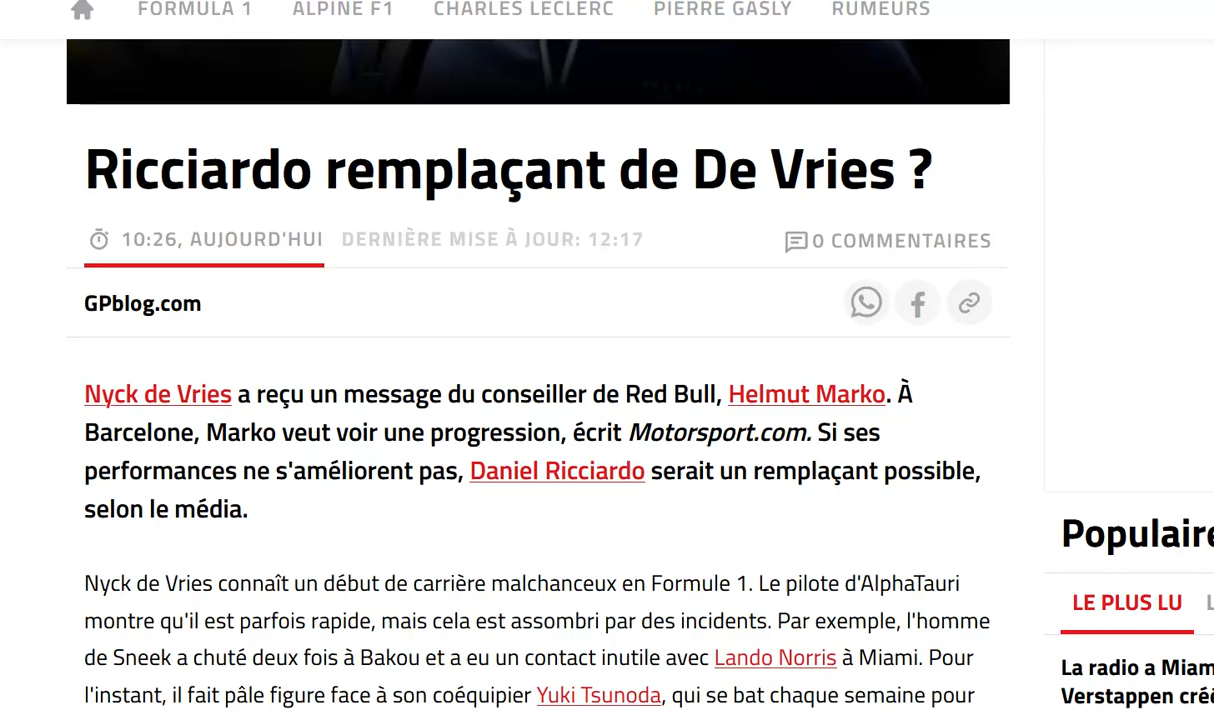 FORMULA 1 ALPINE F1 CHARLES LECLERC PIERRE GASLY RUMEURS
Ricciardo remplaçant de De Vries ?
10:26, AUJOURD'HUI DERNIÈRE MISE À JOUR: 12:17 0 COMMENTAIRES
GPblog.com
Nyck de Vries a reçu un message du conseiller de Red Bull, Helmut Marko. À
Barcelone, Marko veut voir une progression, écrit Motorsport.com. Si ses
performances ne s'améliorent pas, Daniel Ricciardo serait un remplaçant possible,
selon le média.
Nyck de Vries connaît un début de carrière malchanceux en Formule 1. Le pilote d'AlphaTauri
montre qu'il est parfois rapide, mais cela est assombri par des incidents. Par exemple, l'homme
de Sneek a chuté deux fois à Bakou et a eu un contact inutile avec Lando Norris à Miami. Pour
l'instant, il fait pâle figure face à son coéquipier Yuki Tsunoda, qui se bat chaque semaine pour
Populaire
LE PLUS LU L
La radio a Miam
Verstappen créé